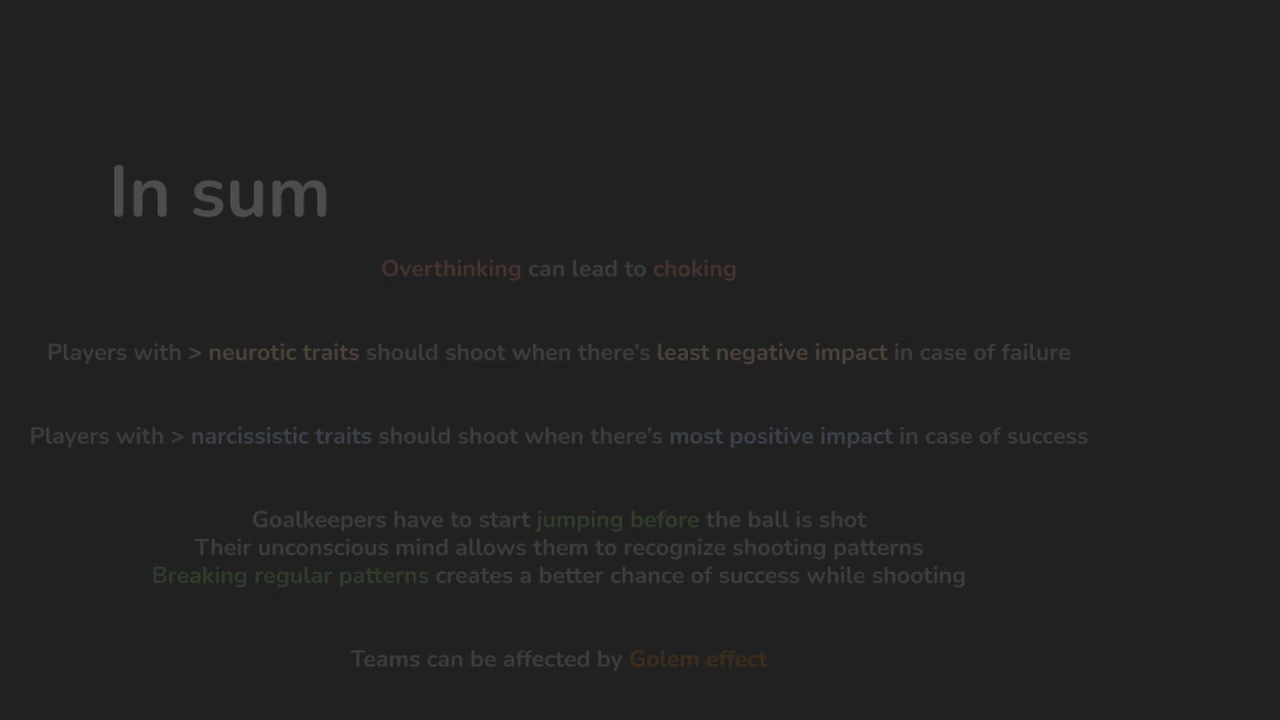 In sum
Overthinking can lead to choking
Players with > neurotic traits should shoot when there’s least negative impact in case of failure
Players with > narcissistic traits should shoot when there’s most positive impact in case of success
Goalkeepers have to start jumping before the ball is shot
Their unconscious mind allows them to recognize shooting patterns
Breaking regular patterns creates a better chance of success while shooting
Teams can be affected by Golem effect